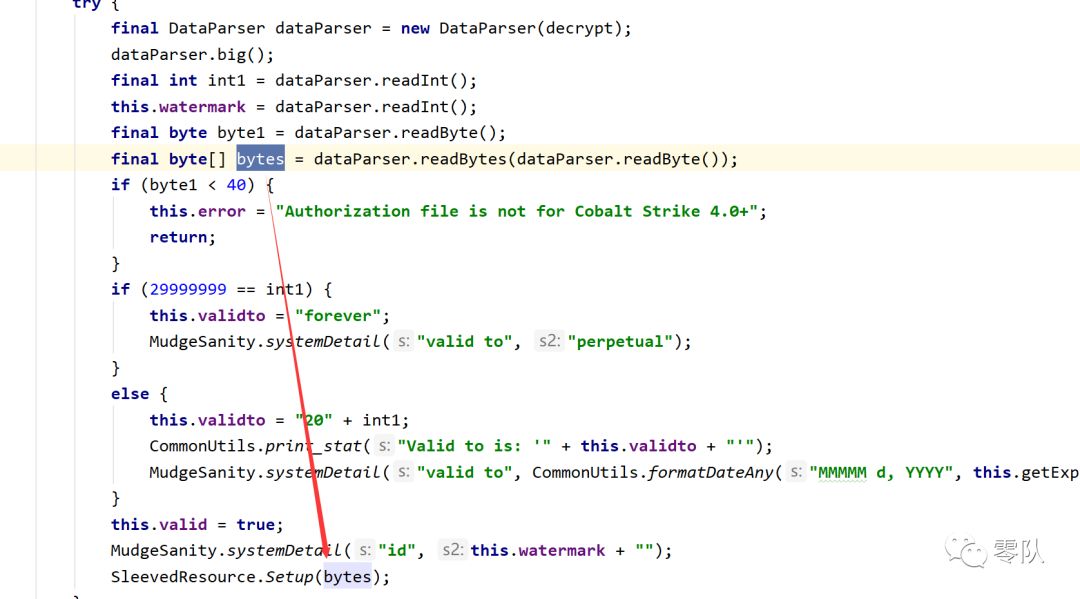 try {
final DataParser dataParser = new DataParser(decrypt);
dataParser.big();
final int int1 = dataParser.readInt();
this.watermark = dataParser.readInt();
final byte byte1 = dataParser.readByte();
final byte[] bytes = dataParser.readBytes(dataParser.readByte());
if (byte1 < 40) {
this.error = "Authorization file is not for Cobalt Strike 4.0+";
return;
}
if (29999999 == int1) {
this.validto = "forever";
MudgeSanity.systemDetail( s: "valid to", s2: "perpetual");
}
else {
this.validto = "20" + int1;
CommonUtils.print_stat( s: "Valid to is: '" + this.validto + "'");
MudgeSanity.systemDetail( s: "valid to", CommonUtils.formatDateAny( s: "MMMMM d, YYYY", this.getExp
}
this.valid = true;
MudgeSanity.systemDetail( s: "id", s2: this.watermark + "");
SleevedResource.Setup(bytes);
零队